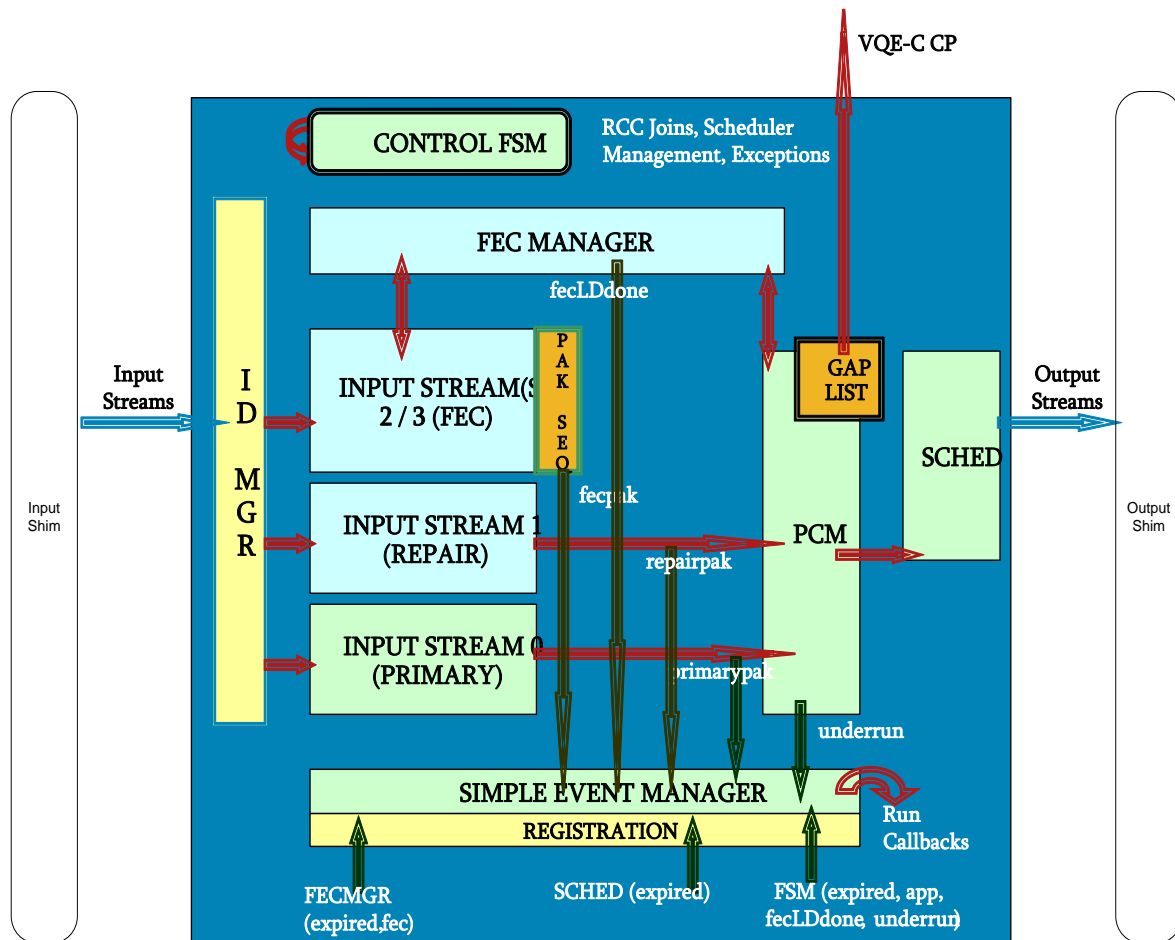 VQE-C CP
CONTROL FSM
RCC Joins, Scheduler
Management, Exceptions
FEC MANAGER
fecLDdone
Input
Streams
I
D
M
G
R
INPUT STREAM(S
2 / 3 (FEC)
P
A
K
S
E
Q
GAP
LIST
Output
Streams
SCHED
fecpak
Input
Shim
INPUT STREAM 1
(REPAIR)
repairpak
PCM
Output
Shim
INPUT STREAM 0
(PRIMARY)
primarypak
underrun
SIMPLE EVENT MANAGER
REGISTRATION
Run
Callbacks
FECMGR
(expired,fec)
SCHED (expired)
FSM (expired, app,
fecLDdone, underrun)